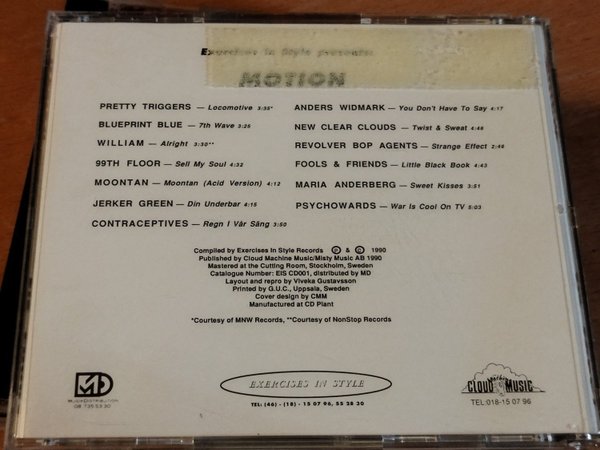 Exercises In Style presents:
MOTION
PRETTY TRIGGERS — Locomotive 3:35*
BLUEPRINT BLUE — 7th Wave 3:25
WILLIAM — Alright 3:30**
99TH FLOOR — Sell My Soul 4:32
MOONTAN — Moontan (Acid Version) 4:12
JERKER GREEN — Din Underbar 4:15
CONTRACEPTIVES — Regn I Vår Säng 3:50
ANDERS WIDMARK — You Don't Have To Say 4:17
NEW CLEAR CLOUDS — Twist & Sweat 4:46
REVOLVER BOP AGENTS — Strange Effect 2:46
FOOLS & FRIENDS — Little Black Book 4:43
MARIA ANDERBERG — Sweet Kisses 3:51
PSYCHOWARDS — War Is Cool On TV 5:03
Compiled by Exercises In Style Records ℗ & © 1990
Published by Cloud Machine Music/Misty Music AB 1990
Mastered at the Cutting Room, Stockholm, Sweden
Catalogue Number: EIS CD001, distributed by MD
Layout and repro by Viveka Gustavsson
Printed by G.U.C., Uppsala, Sweden
Cover design by CMM
Manufactured at CD Plant
*Courtesy of MNW Records, **Courtesy of NonStop Records
MD
MUSIKDISTRIBUTION
08 735 53 30
EXERCISES IN STYLE
TEL: (46) - (18) - 15 07 96, 55 28 30
CLOUD MUSIC
TEL:018-15 07 96